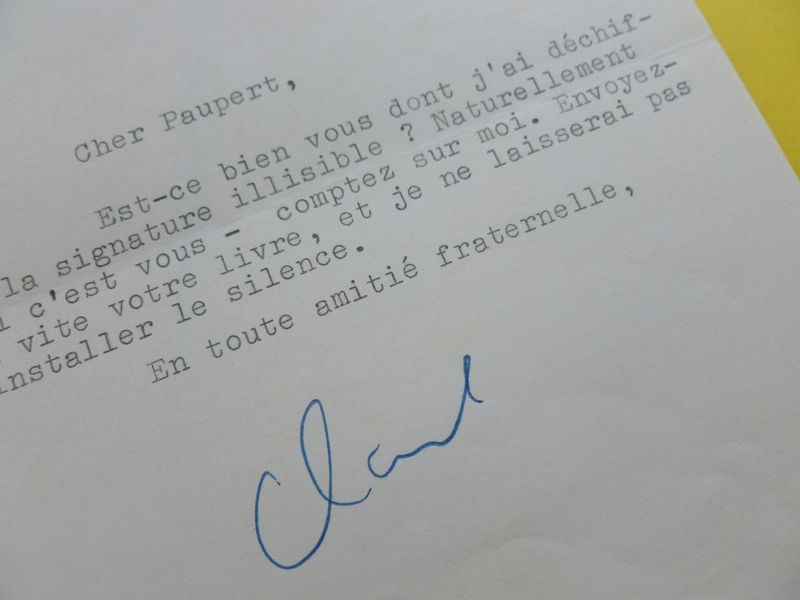 Cher Paupert,
Est-ce bien vous dont j'ai déchif-
la signature illisible ? Naturellement
c'est vous - comptez sur moi. Envoyez-
vite votre livre, et je ne laisserai pas
installer le silence.
En toute amitié fraternelle,